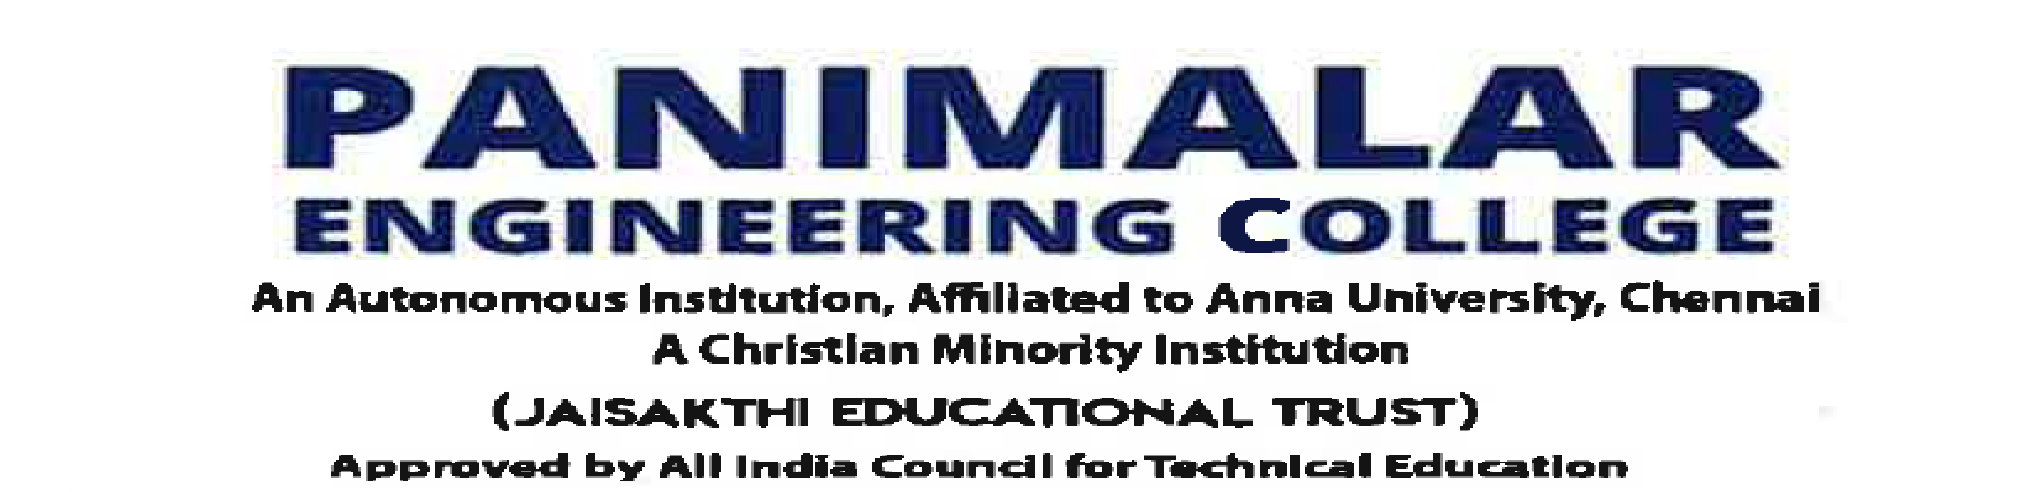 PANIMALAR
ENGINEERING COLLEGE
An Autonomous Institution, Affiliated to Anna University, Chennai
A Christian Minority Institution
(JAISAKTHI EDUCATIONAL TRUST)
Approved by All India Council for Technical Education